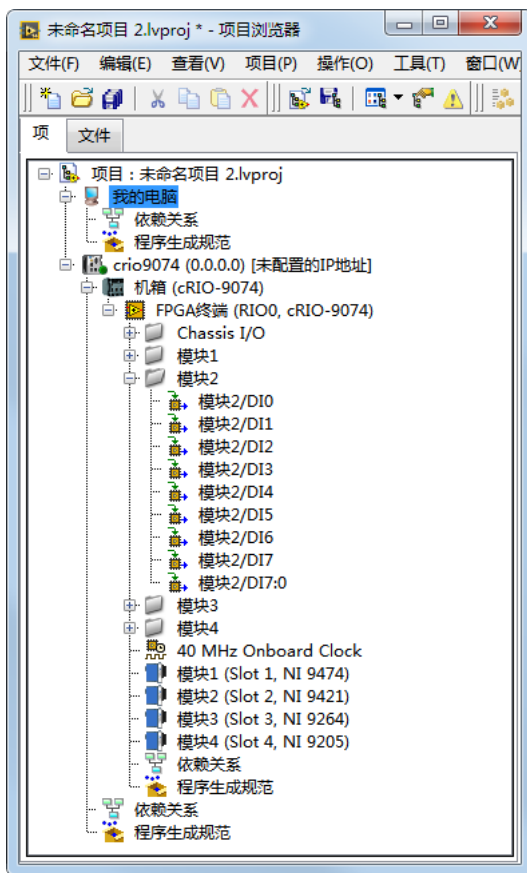 未命名项目 2.lvproj * - 项目浏览器
文件(F) 编辑(E) 查看(V) 项目(P) 操作(O) 工具(T) 窗口(W
项 文件
项目：未命名项目 2.lvproj
我的电脑
依赖关系
程序生成规范
crio9074 (0.0.0.0) [未配置的IP地址]
机箱 (cRIO-9074)
FPGA终端 (RIO0, cRIO-9074)
Chassis I/O
模块1
模块2
模块2/DI0
模块2/DI1
模块2/DI2
模块2/DI3
模块2/DI4
模块2/DI5
模块2/DI6
模块2/DI7
模块2/DI7:0
模块3
模块4
40 MHz Onboard Clock
模块1 (Slot 1, NI 9474)
模块2 (Slot 2, NI 9421)
模块3 (Slot 3, NI 9264)
模块4 (Slot 4, NI 9205)
依赖关系
程序生成规范
依赖关系
程序生成规范